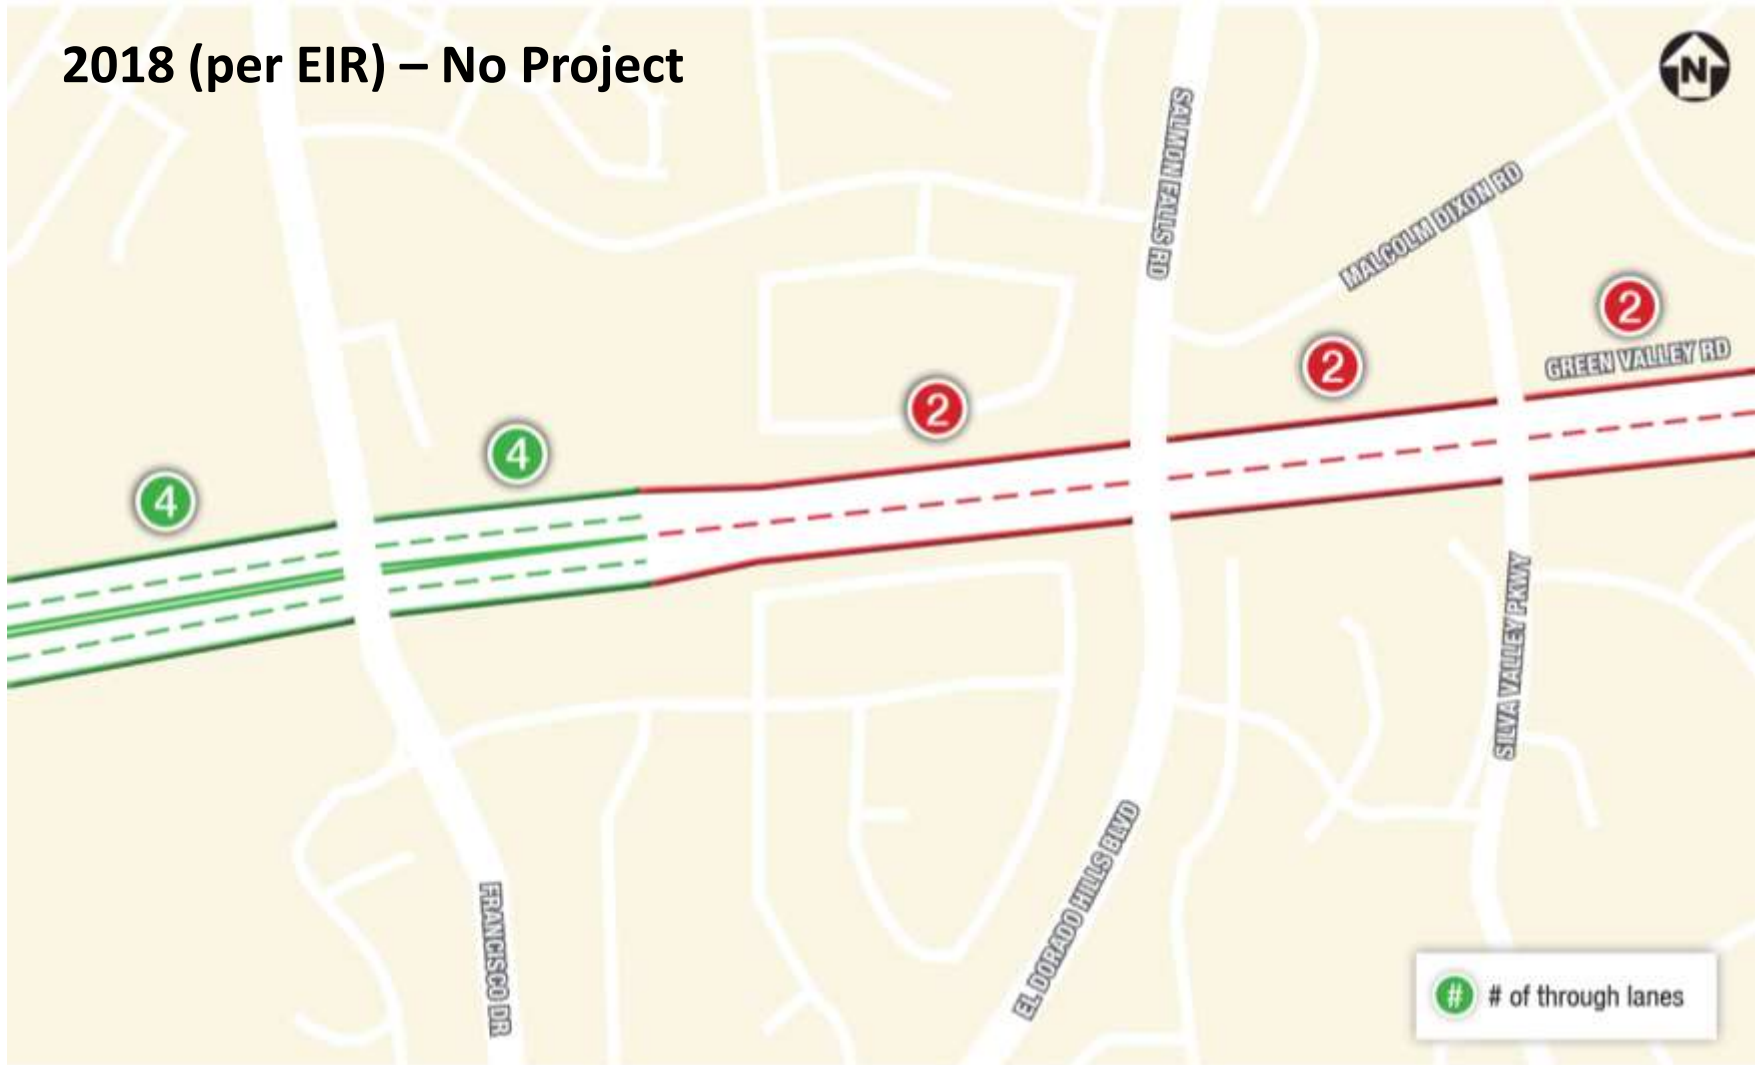 2018 (per EIR) – No Project
N
SALMON FALLS RD
MALCOLM DIXON RD
2
GREEN VALLEY RD
2
2
4
4
SILVA VALLEY PKWY
EL DORADO HILLS BLVD
FRANCISCO DR
# # of through lanes